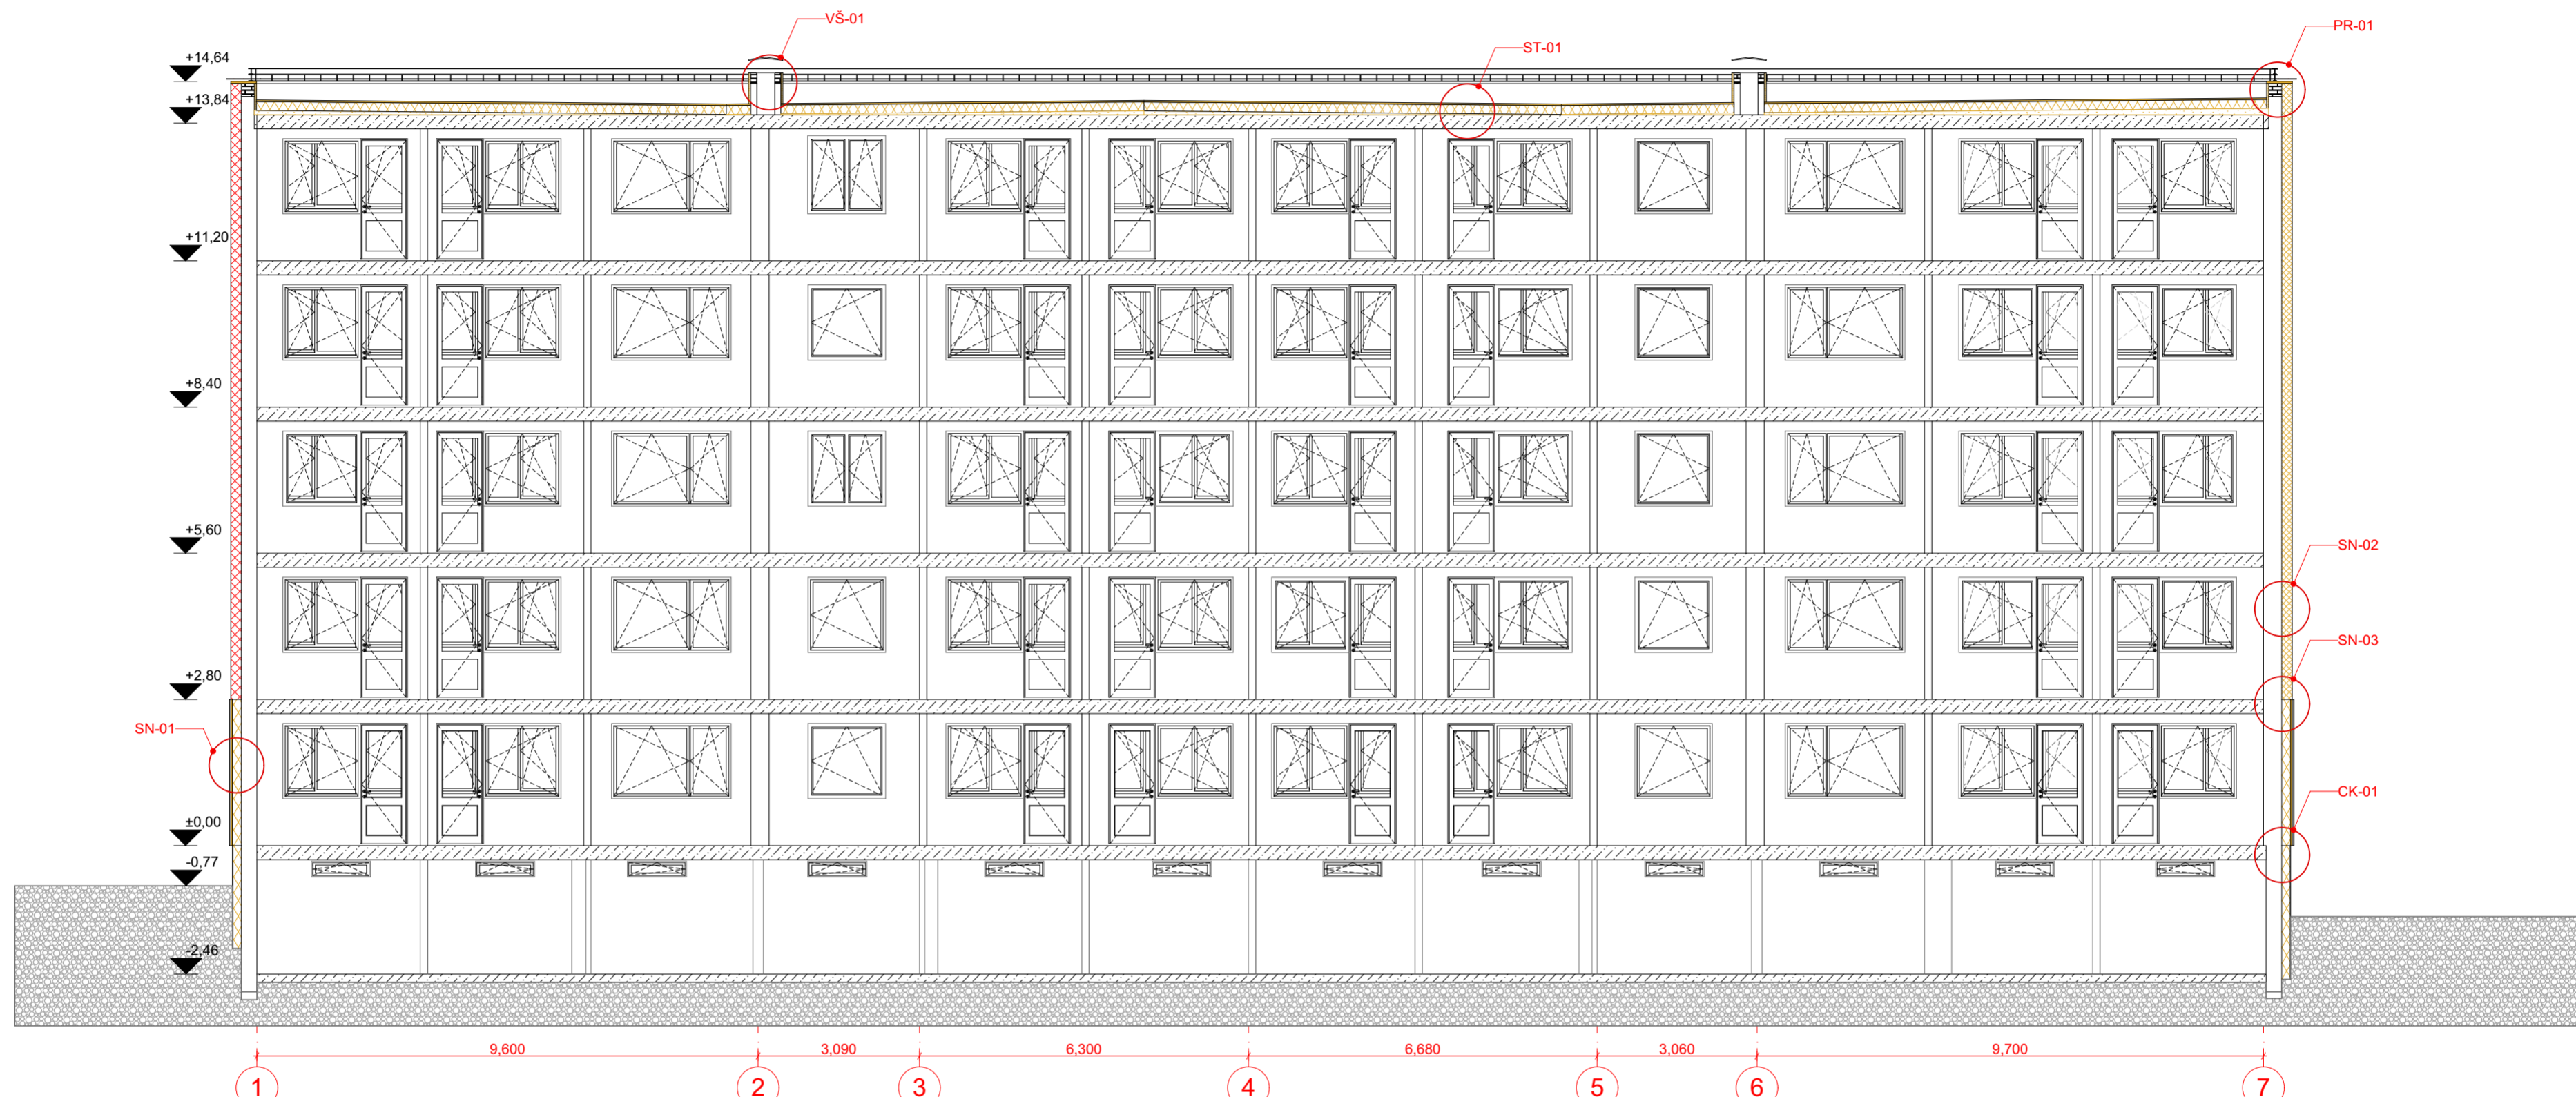 VŠ-01
PR-01
ST-01
+14,64
+13,84
+11,20
+8,40
+5,60
SN-02
SN-03
+2,80
SN-01
CK-01
±0,00
-0,77
-2,46
9,600 3,090 6,300 6,680 3,060 9,700
1 2 3 4 5 6 7